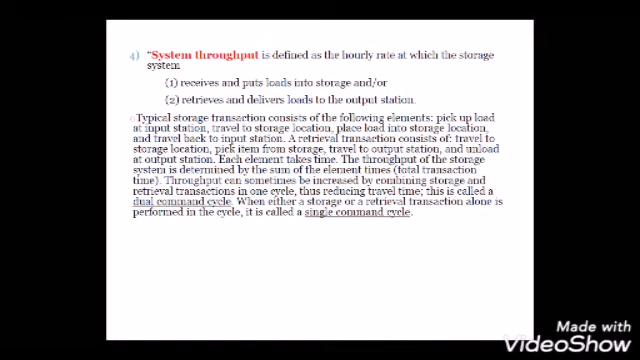 4) "System throughput is defined as the hourly rate at which the storage
system
(1) receives and puts loads into storage and/or
(2) retrieves and delivers loads to the output station.
Typical storage transaction consists of the following elements: pick up load
at input station, travel to storage location, place load into storage location,
and travel back to input station. A retrieval transaction consists of: travel to
storage location, pick item from storage, travel to output station, and unload
at output station. Each element takes time. The throughput of the storage
system is determined by the sum of the element times (total transaction
time). Throughput can sometimes be increased by combining storage and
retrieval transactions in one cycle, thus reducing travel time; this is called a
dual command cycle. When either a storage or a retrieval transaction alone is
performed in the cycle, it is called a single command cycle.
Made with
VideoShow